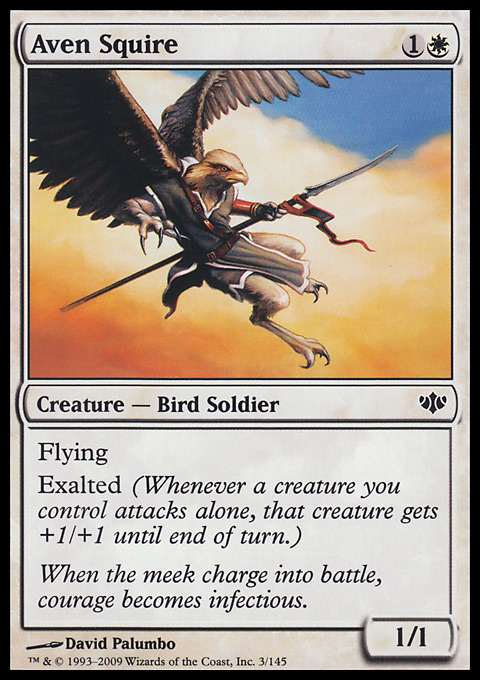 Aven Squire 1
Creature — Bird Soldier
Flying
Exalted (Whenever a creature you
control attacks alone, that creature gets
+1/+1 until end of turn.)
When the meek charge into battle,
courage becomes infectious.
1/1
David Palumbo
™ & © 1993–2009 Wizards of the Coast, Inc. 3/145